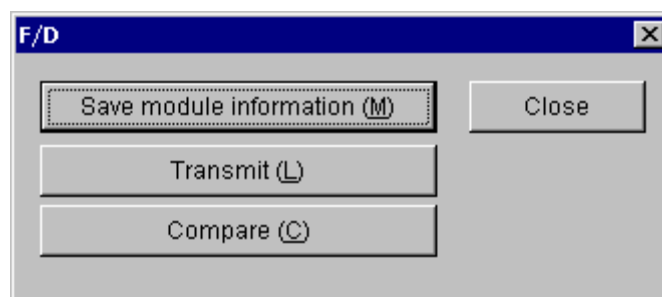 F/D
Save module information (M)
Close
Transmit (L)
Compare (C)